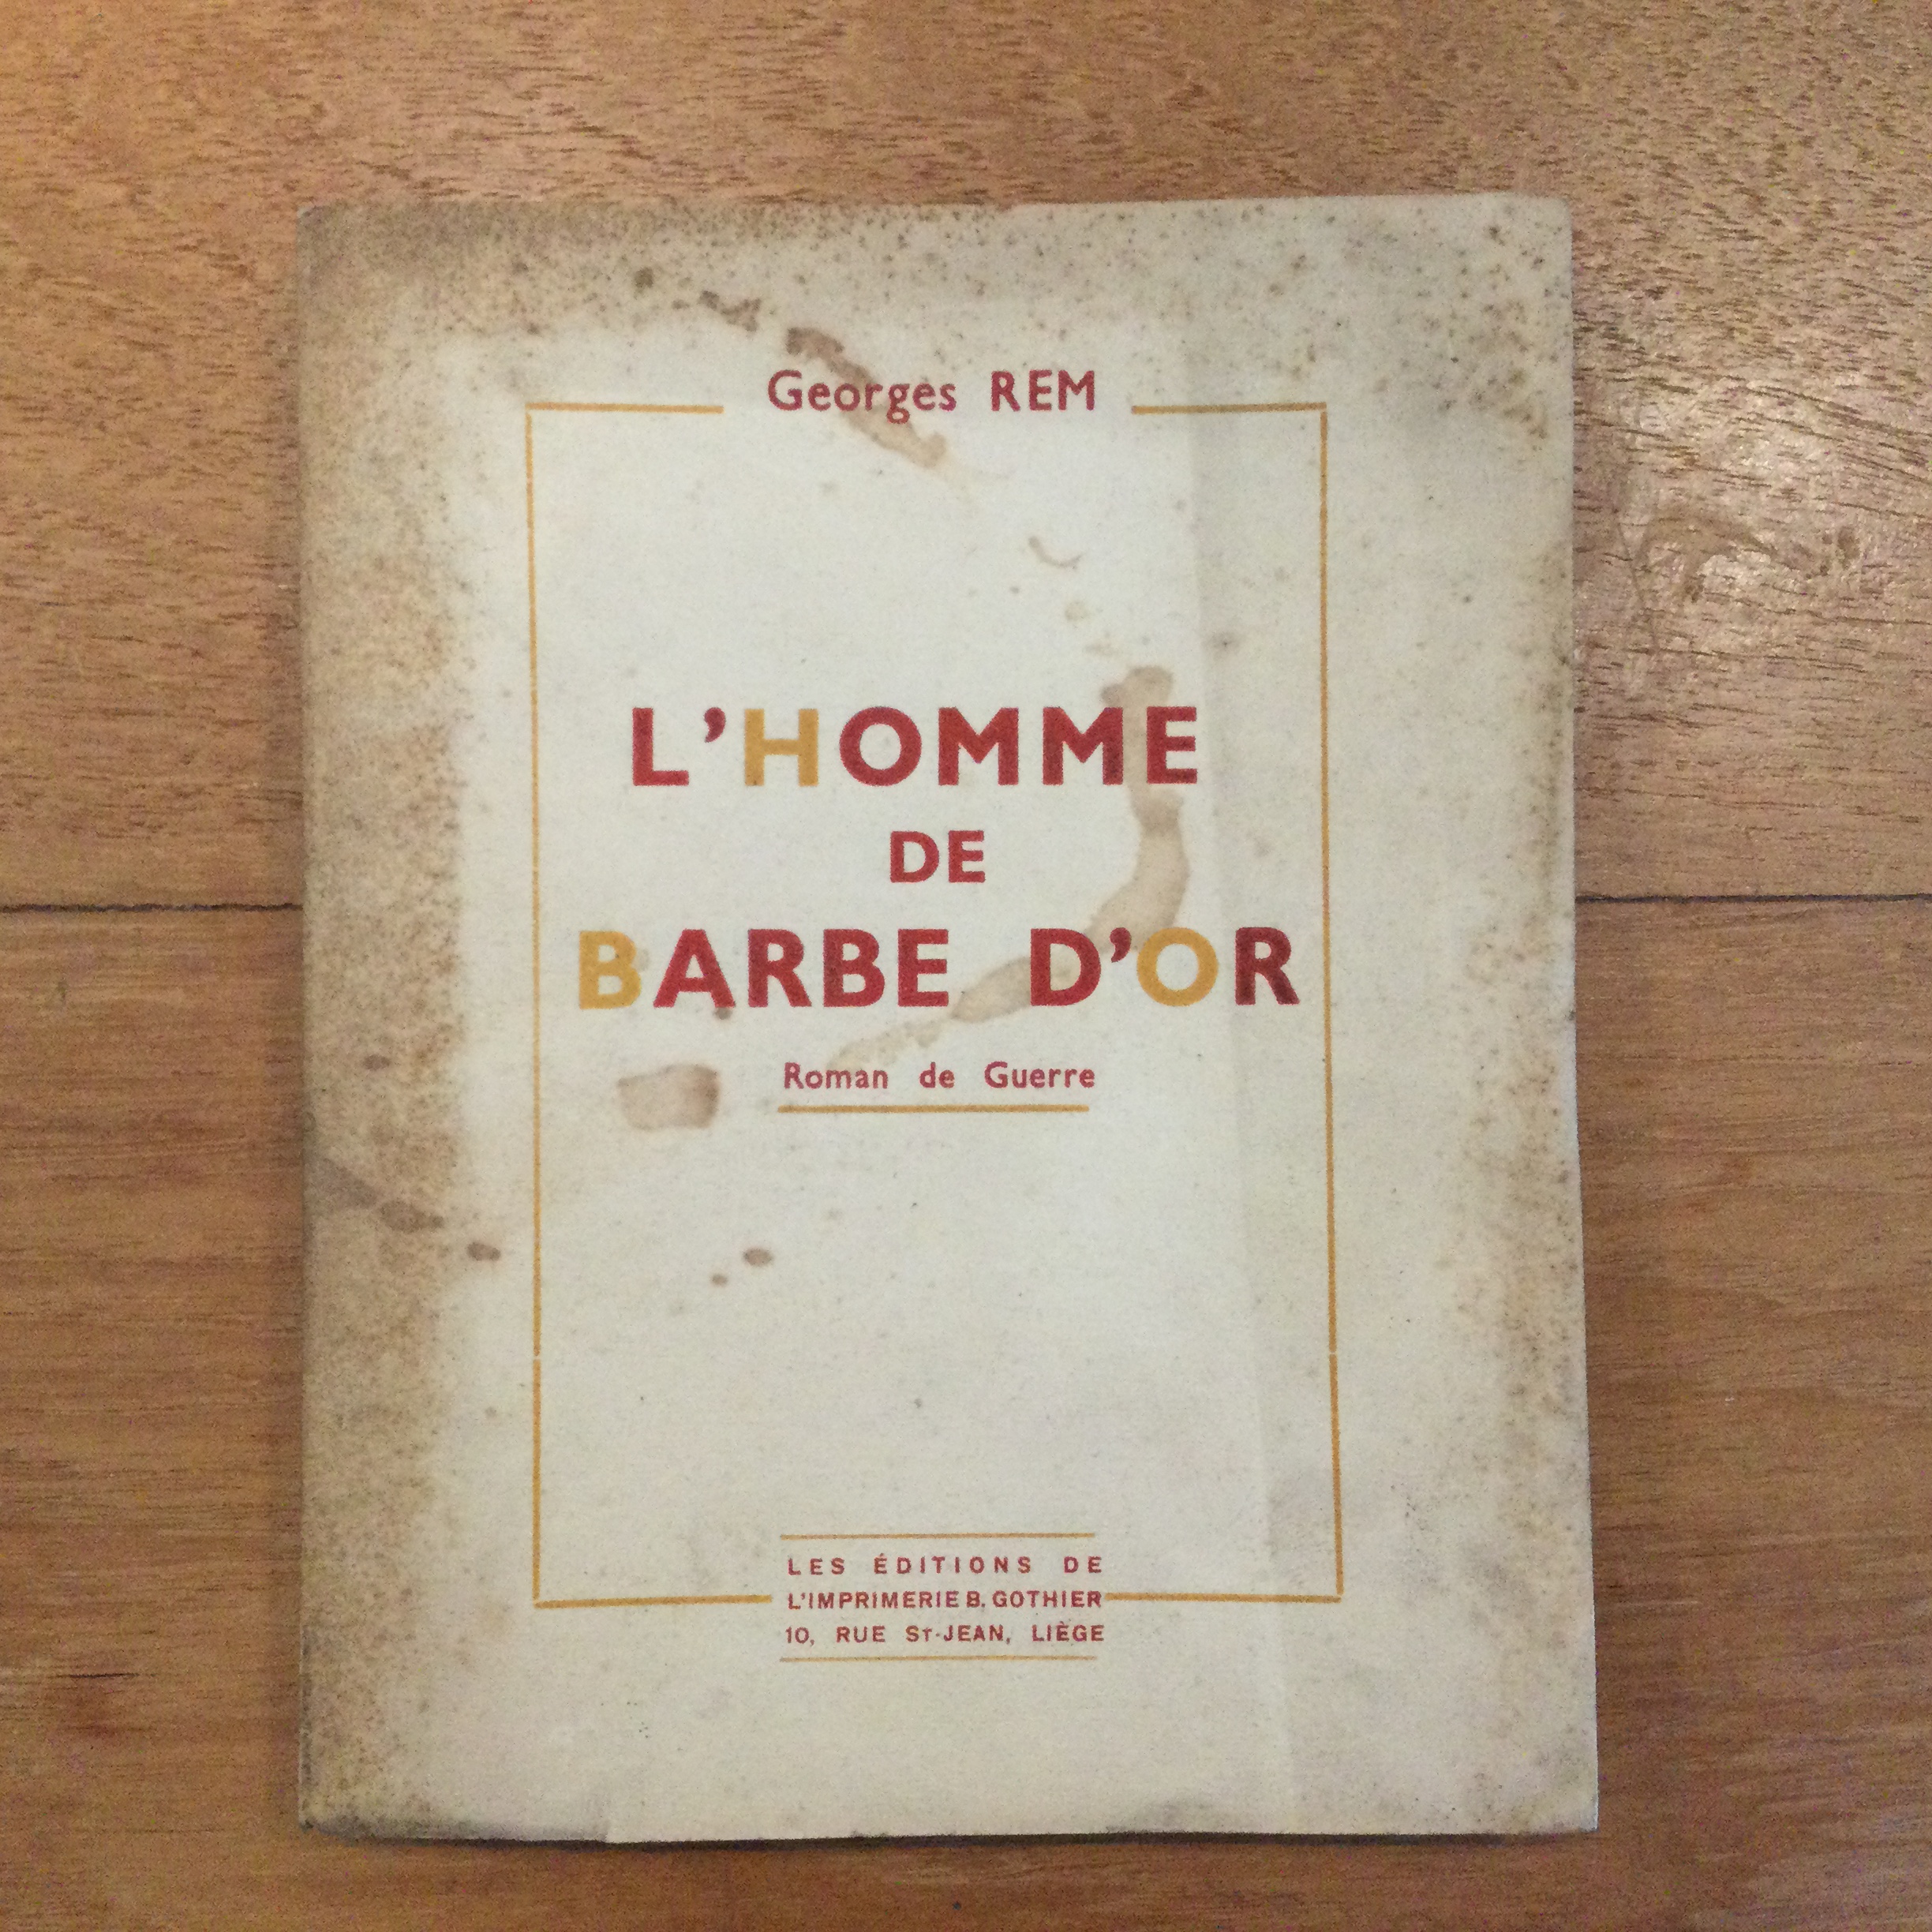 Georges REM
L'HOMME
DE
BARBE D'OR
Roman de Guerre
LES ÉDITIONS DE
L'IMPRIMERIE B. GOTHIER
10, RUE ST-JEAN, LIÈGE